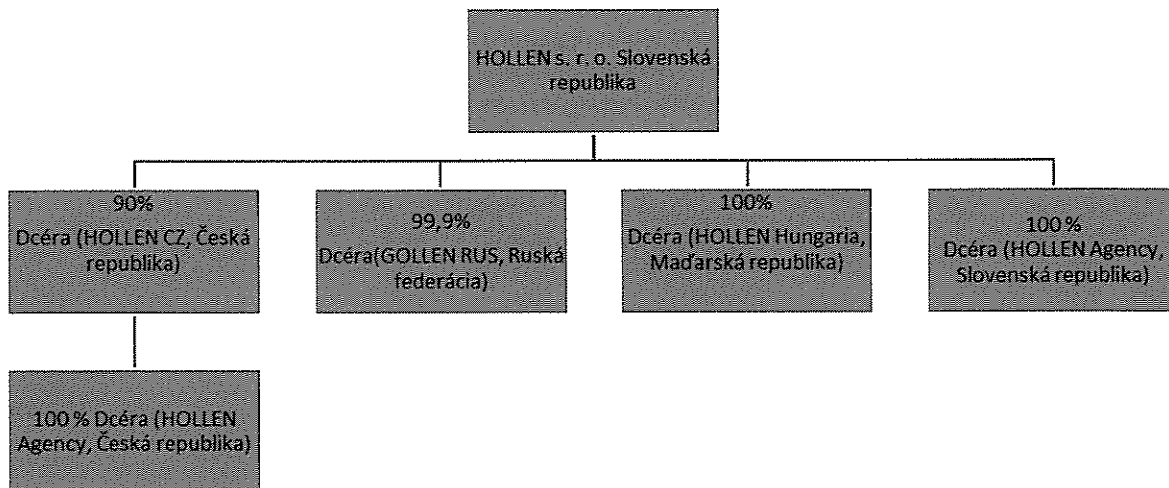 HOLLEN s. r. o. Slovenská
republika
90%
Dcéra (HOLLEN CZ, Česká
republika)
99,9%
Dcéra(GOLLEN RUS, Ruská
federácia)
100%
Dcéra (HOLLEN Hungaria,
Maďarská republika)
100 %
Dcéra (HOLLEN Agency,
Slovenská republika)
100 % Dcéra (HOLLEN
Agency, Česká republika)